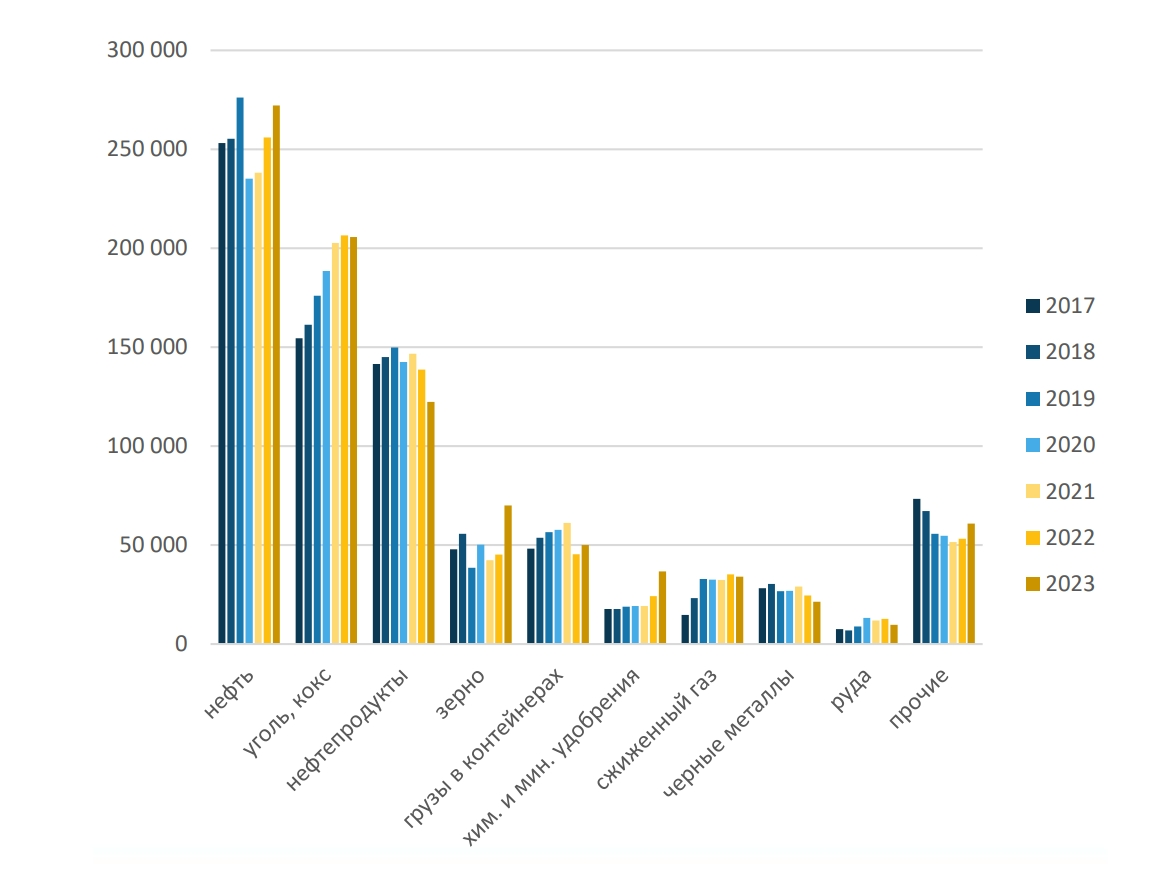 300 000
250 000
200 000
150 000
100 000
50 000
0
нефть
уголь, кокс
нефтепродукты
зерно
грузы в контейнерах
хим. и мин. удобрения
сжиженный газ
черные металлы
руда
прочие
2017
2018
2019
2020
2021
2022
2023